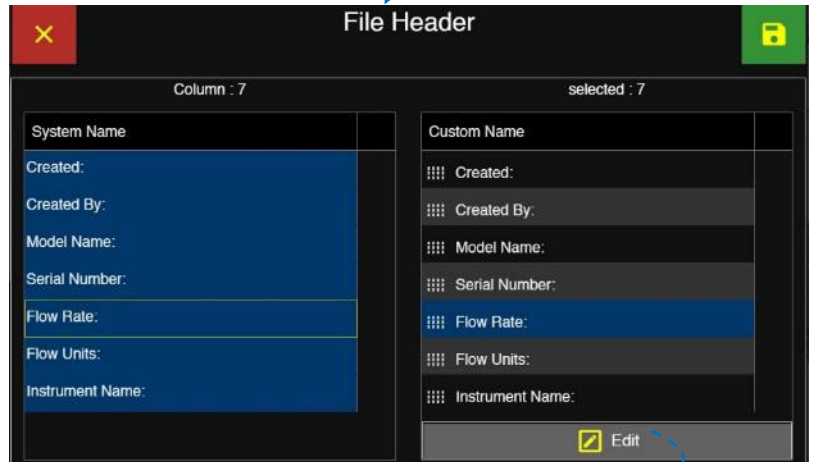 File Header
Column : 7
selected : 7
System Name
Custom Name
Created:
Created By:
Model Name:
Serial Number:
Flow Rate:
Flow Units:
Instrument Name:
Created:
Created By:
Model Name:
Serial Number:
Flow Rate:
Flow Units:
Instrument Name:
Edit